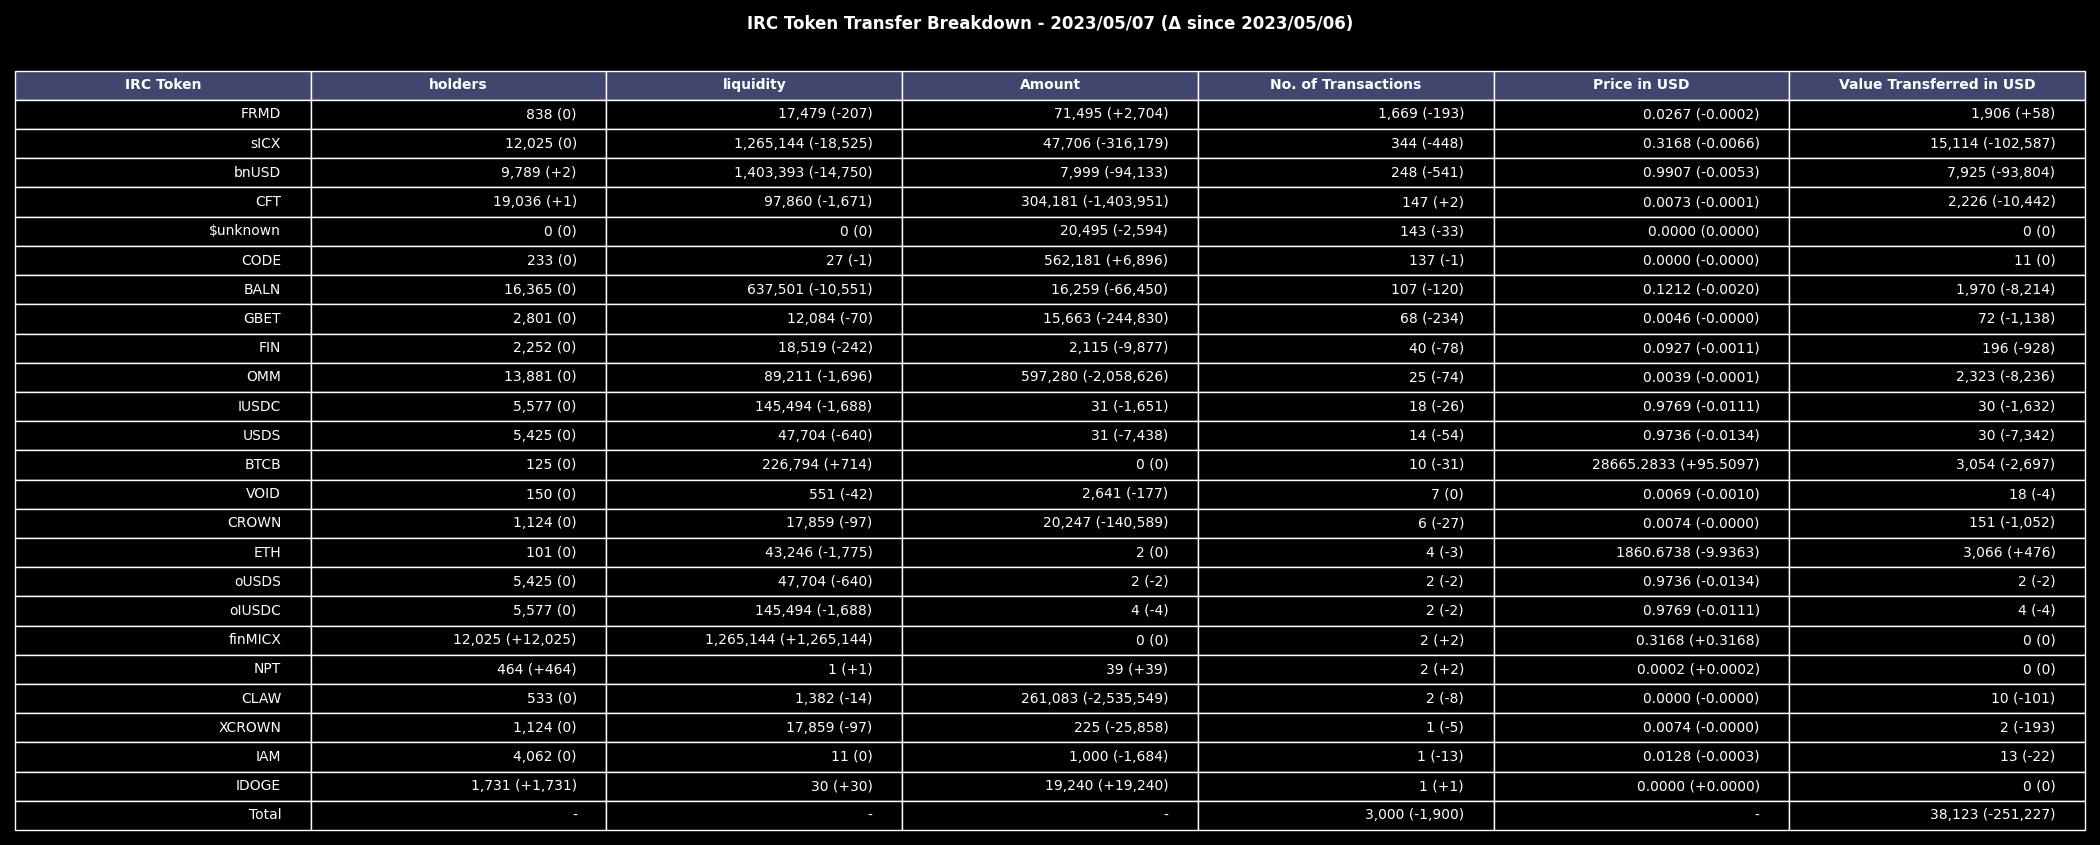 IRC Token Transfer Breakdown - 2023/05/07 (Δ since 2023/05/06)
IRC Token holders liquidity Amount No. of Transactions Price in USD Value Transferred in USD
FRMD 838 (0) 17,479 (-207) 71,495 (+2,704) 1,669 (-193) 0.0267 (-0.0002) 1,906 (+58)
sICX 12,025 (0) 1,265,144 (-18,525) 47,706 (-316,179) 344 (-448) 0.3168 (-0.0066) 15,114 (-102,587)
bnUSD 9,789 (+2) 1,403,393 (-14,750) 7,999 (-94,133) 248 (-541) 0.9907 (-0.0053) 7,925 (-93,804)
CFT 19,036 (+1) 97,860 (-1,671) 304,181 (-1,403,951) 147 (+2) 0.0073 (-0.0001) 2,226 (-10,442)
$unknown 0 (0) 0 (0) 20,495 (-2,594) 143 (-33) 0.0000 (0.0000) 0 (0)
CODE 233 (0) 27 (-1) 562,181 (+6,896) 137 (-1) 0.0000 (-0.0000) 11 (0)
BALN 16,365 (0) 637,501 (-10,551) 16,259 (-66,450) 107 (-120) 0.1212 (-0.0020) 1,970 (-8,214)
GBET 2,801 (0) 12,084 (-70) 15,663 (-244,830) 68 (-234) 0.0046 (-0.0000) 72 (-1,138)
FIN 2,252 (0) 18,519 (-242) 2,115 (-9,877) 40 (-78) 0.0927 (-0.0011) 196 (-928)
OMM 13,881 (0) 89,211 (-1,696) 597,280 (-2,058,626) 25 (-74) 0.0039 (-0.0001) 2,323 (-8,236)
IUSDC 5,577 (0) 145,494 (-1,688) 31 (-1,651) 18 (-26) 0.9769 (-0.0111) 30 (-1,632)
USDS 5,425 (0) 47,704 (-640) 31 (-7,438) 14 (-54) 0.9736 (-0.0134) 30 (-7,342)
BTCB 125 (0) 226,794 (+714) 0 (0) 10 (-31) 28665.2833 (+95.5097) 3,054 (-2,697)
VOID 150 (0) 551 (-42) 2,641 (-177) 7 (0) 0.0069 (-0.0010) 18 (-4)
CROWN 1,124 (0) 17,859 (-97) 20,247 (-140,589) 6 (-27) 0.0074 (-0.0000) 151 (-1,052)
ETH 101 (0) 43,246 (-1,775) 2 (0) 4 (-3) 1860.6738 (-9.9363) 3,066 (+476)
oUSDS 5,425 (0) 47,704 (-640) 2 (-2) 2 (-2) 0.9736 (-0.0134) 2 (-2)
oIUSDC 5,577 (0) 145,494 (-1,688) 4 (-4) 2 (-2) 0.9769 (-0.0111) 4 (-4)
finMICX 12,025 (+12,025) 1,265,144 (+1,265,144) 0 (0) 2 (+2) 0.3168 (+0.3168) 0 (0)
NPT 464 (+464) 1 (+1) 39 (+39) 2 (+2) 0.0002 (+0.0002) 0 (0)
CLAW 533 (0) 1,382 (-14) 261,083 (-2,535,549) 2 (-8) 0.0000 (-0.0000) 10 (-101)
XCROWN 1,124 (0) 17,859 (-97) 225 (-25,858) 1 (-5) 0.0074 (-0.0000) 2 (-193)
IAM 4,062 (0) 11 (0) 1,000 (-1,684) 1 (-13) 0.0128 (-0.0003) 13 (-22)
IDOGE 1,731 (+1,731) 30 (+30) 19,240 (+19,240) 1 (+1) 0.0000 (+0.0000) 0 (0)
Total - - - 3,000 (-1,900) - 38,123 (-251,227)